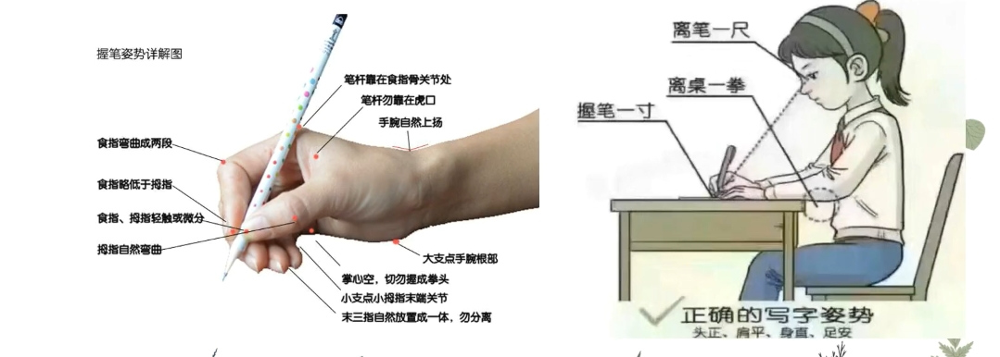 握笔姿势详解图
笔杆靠在食指骨关节处
笔杆勿靠在虎口
手腕自然上扬
食指弯曲成两段
食指略低于拇指
食指、拇指轻触或微分
拇指自然弯曲
大支点手腕根部
掌心空，切勿握成拳头
小支点小拇指末端关节
末三指自然放置成一体，勿分离
离笔一尺
离桌一拳
握笔一寸
正确的写字姿势
头正、肩平、身直、足安